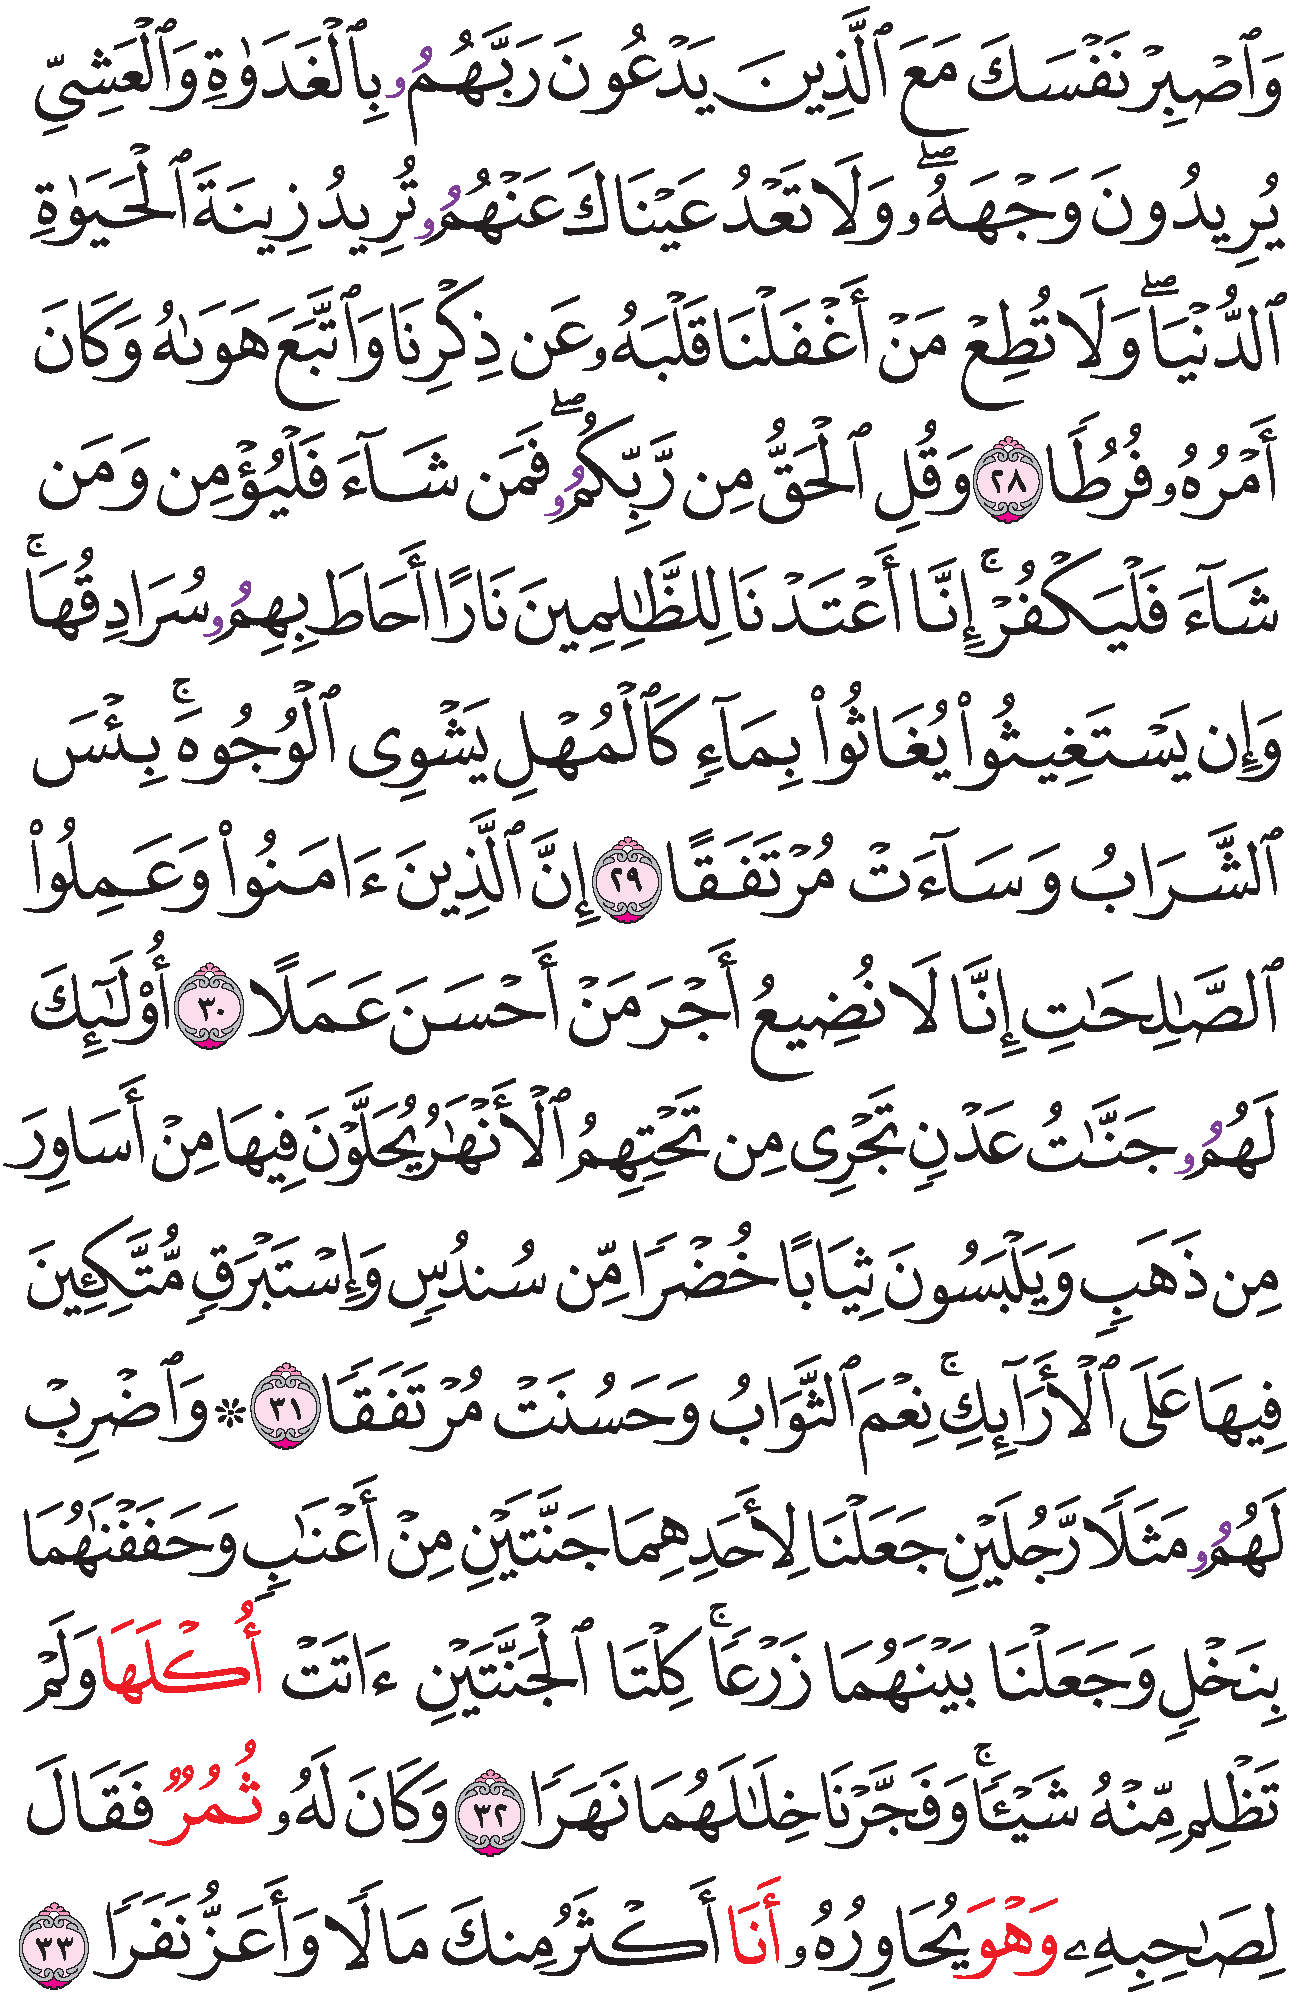 وَٱصۡبِرۡ نَفۡسَكَ مَعَ ٱلَّذِينَ يَدۡعُونَ رَبَّهُمُۥ بِٱلۡغَدَوٰةِ وَٱلۡعَشِيِّ
يُرِيدُونَ وَجۡهَهُۥۖ وَلَا تَعۡدُ عَيۡنَاكَ عَنۡهُمُۥ تُرِيدُ زِينَةَ ٱلۡحَيَوٰةِ
ٱلدُّنۡيَاۖ وَلَا تُطِعۡ مَنۡ أَغۡفَلۡنَا قَلۡبَهُۥ عَن ذِكۡرِنَا وَٱتَّبَعَ هَوَىٰهُ وَكَانَ
أَمۡرُهُۥ فُرُطٗا ٢٨ وَقُلِ ٱلۡحَقُّ مِن رَّبِّكُمُۥۖ فَمَن شَآءَ فَلۡيُؤۡمِن وَمَن
شَآءَ فَلۡيَكۡفُرۡۚ إِنَّا أَعۡتَدۡنَا لِلظَّٰلِمِينَ نَارًا أَحَاطَ بِهِمُۥ سُرَادِقُهَاۚ
وَإِن يَسۡتَغِيثُواْ يُغَاثُواْ بِمَآءٖ كَٱلۡمُهۡلِ يَشۡوِي ٱلۡوُجُوهَۚ بِئۡسَ
ٱلشَّرَابُ وَسَآءَتۡ مُرۡتَفَقًا ٢٩ إِنَّ ٱلَّذِينَ ءَامَنُواْ وَعَمِلُواْ
ٱلصَّٰلِحَٰتِ إِنَّا لَا نُضِيعُ أَجۡرَ مَنۡ أَحۡسَنَ عَمَلًا ٣٠ أُوْلَٰٓئِكَ
لَهُمُۥ جَنَّٰتُ عَدۡنٖ تَجۡرِي مِن تَحۡتِهِمُ ٱلۡأَنۡهَٰرُ يُحَلَّوۡنَ فِيهَا مِنۡ أَسَاوِرَ
مِن ذَهَبٖ وَيَلۡبَسُونَ ثِيَابًا خُضۡرٗا مِّن سُندُسٖ وَإِسۡتَبۡرَقٖ مُّتَّكِـِٔينَ
فِيهَا عَلَى ٱلۡأَرَآئِكِۚ نِعۡمَ ٱلثَّوَابُ وَحَسُنَتۡ مُرۡتَفَقٗا ٣١ ۞ وَٱضۡرِبۡ
لَهُمُۥ مَثَلٗا رَّجُلَيۡنِ جَعَلۡنَا لِأَحَدِهِمَا جَنَّتَيۡنِ مِنۡ أَعۡنَٰبٖ وَحَفَفۡنَٰهُمَا
بِنَخۡلٖ وَجَعَلۡنَا بَيۡنَهُمَا زَرۡعٗاۚ كِلۡتَا ٱلۡجَنَّتَيۡنِ ءَاتَتۡ أُكۡلَهَا وَلَمۡ
تَظۡلِم مِّنۡهُ شَيۡـٔٗاۚ وَفَجَّرۡنَا خِلَٰلَهُمَا نَهَرٗا ٣٢ وَكَانَ لَهُۥ ثُمُرٞ فَقَالَ
لِصَٰحِبِهِۦ وَهۡوَ يُحَاوِرُهُۥ أَنَا أَكۡثَرُ مِنكَ مَالٗا وَأَعَزُّ نَفَرٗا ٣٣